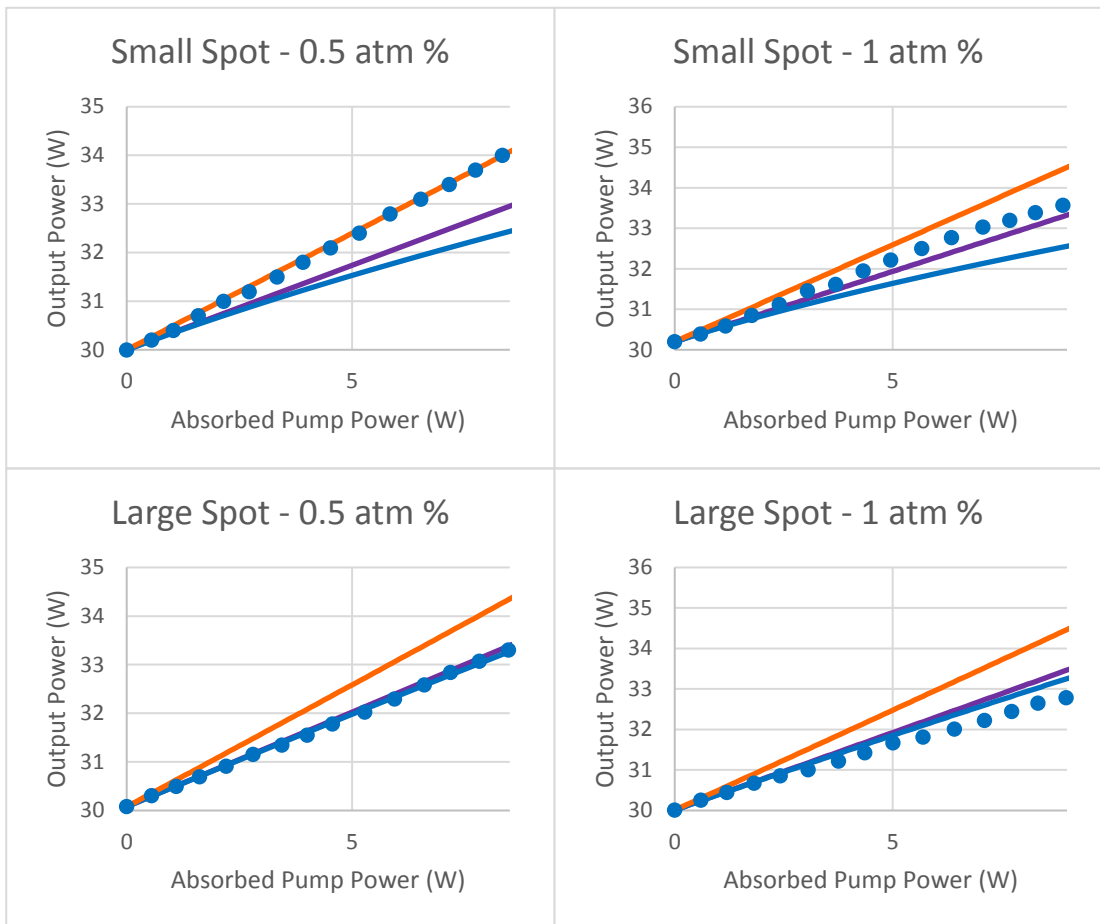 Small Spot - 0.5 atm %
35
34
33
32
31
30
0
5
Output Power (W)
Absorbed Pump Power (W)
Small Spot - 1 atm %
36
35
34
33
32
31
30
0
5
Output Power (W)
Absorbed Pump Power (W)
Large Spot - 0.5 atm %
35
34
33
32
31
30
0
5
Output Power (W)
Absorbed Pump Power (W)
Large Spot - 1 atm %
36
35
34
33
32
31
30
0
5
Output Power (W)
Absorbed Pump Power (W)